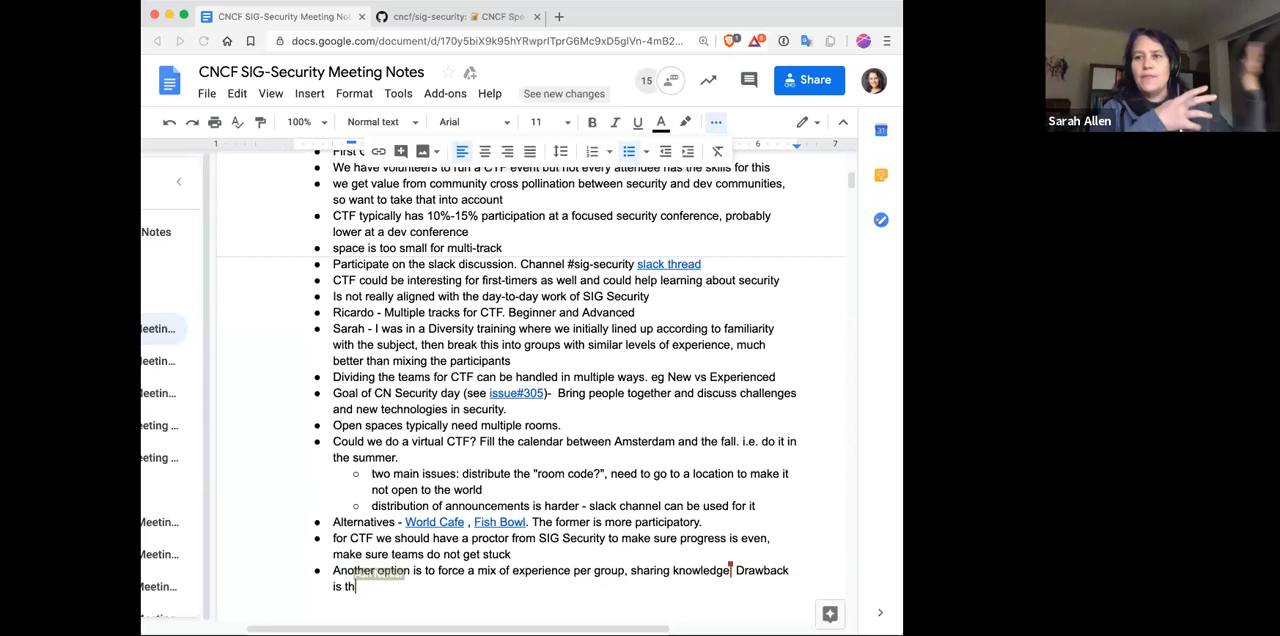 CNCF SIG-Security Meeting Not
cncf/sig-security: 🔐 CNCF Spe
docs.google.com/document/d/170y5biX9k95hYRwprITprG6Mc9xD5gIVn-4mB2...
CNCF SIG-Security Meeting Notes
15
Share
File Edit View Insert Format Tools Add-ons Help See new changes
100% Normal text Arial 11 B I U A
1 6 7
First C
We have volunteers to run a CTF event but not every attendee has the skills for this
we get value from community cross pollination between security and dev communities,
so want to take that into account
CTF typically has 10%-15% participation at a focused security conference, probably
lower at a dev conference
space is too small for multi-track
Participate on the slack discussion. Channel #sig-security slack thread
CTF could be interesting for first-timers as well and could help learning about security
Is not really aligned with the day-to-day work of SIG Security
Ricardo - Multiple tracks for CTF. Beginner and Advanced
Sarah - I was in a Diversity training where we initially lined up according to familiarity
with the subject, then break this into groups with similar levels of experience, much
better than mixing the participants
Dividing the teams for CTF can be handled in multiple ways. eg New vs Experienced
Goal of CN Security day (see issue#305)- Bring people together and discuss challenges
and new technologies in security.
Open spaces typically need multiple rooms.
Could we do a virtual CTF? Fill the calendar between Amsterdam and the fall. i.e. do it in
the summer.
two main issues: distribute the "room code?", need to go to a location to make it
not open to the world
distribution of announcements is harder - slack channel can be used for it
Alternatives - World Cafe , Fish Bowl. The former is more participatory.
for CTF we should have a proctor from SIG Security to make sure progress is even,
make sure teams do not get stuck
Another option is to force a mix of experience per group, sharing knowledge Drawback
is th
Notes
leetin...
Meetin...
Meetin...
eeting ...
eeting ...
Meetin...
Meetin...
Meetin...
Sarah Allen